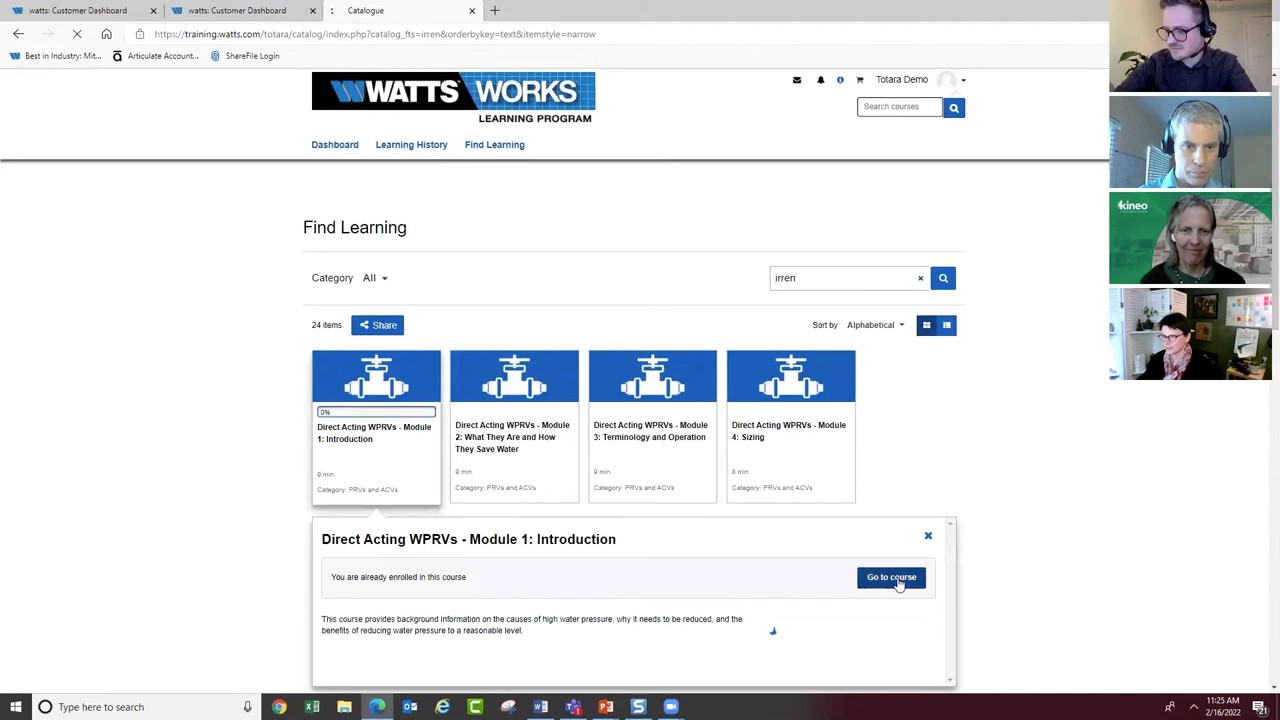 watts: Customer Dashboard
watts: Customer Dashboard
Catalogue
https://training.watts.com/totara/catalog/index.php?catalog_fts=irren&orderbykey=text&itemstyle=narrow
Best in Industry: Mit...
Articulate Account...
ShareFile Login
WATTS WORKS
LEARNING PROGRAM
Totara Demo
Search courses
Dashboard
Learning History
Find Learning
kineo
Find Learning
Category All
irren
24 items
Share
Sort by Alphabetical
0%
Direct Acting WPRVs - Module
1: Introduction
9 min.
Category: PRVs and ACVs
Direct Acting WPRVs - Module
2: What They Are and How
They Save Water
9 min.
Category: PRVs and ACVs
Direct Acting WPRVs - Module
3: Terminology and Operation
9 min.
Category: PRVs and ACVs
Direct Acting WPRVs - Module
4: Sizing
8 min.
Category: PRVs and ACVs
Direct Acting WPRVs - Module 1: Introduction
You are already enrolled in this course
Go to course
This course provides background information on the causes of high water pressure, why it needs to be reduced, and the
benefits of reducing water pressure to a reasonable level.
Type here to search
11:25 AM
2/16/2022
21